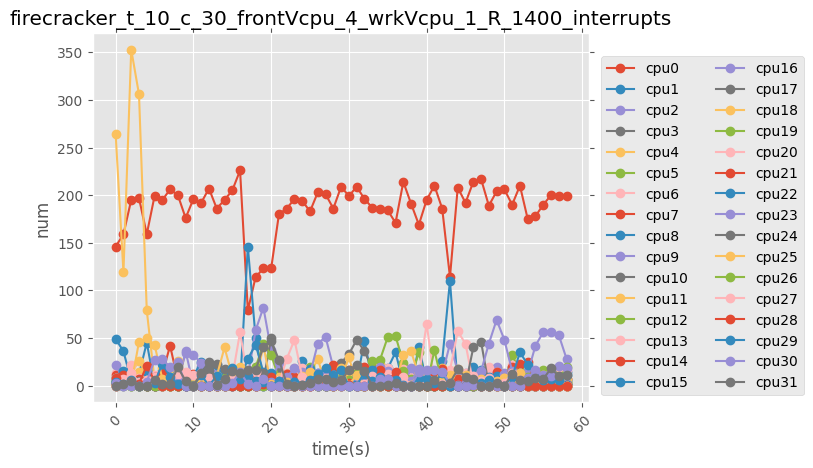 firecracker_t_10_c_30_frontVcpu_4_wrkVcpu_1_R_1400_interrupts
350
300
250
200
150
100
50
0
num
0
10
20
30
40
50
60
time(s)
cpu0
cpu1
cpu2
cpu3
cpu4
cpu5
cpu6
cpu7
cpu8
cpu9
cpu10
cpu11
cpu12
cpu13
cpu14
cpu15
cpu16
cpu17
cpu18
cpu19
cpu20
cpu21
cpu22
cpu23
cpu24
cpu25
cpu26
cpu27
cpu28
cpu29
cpu30
cpu31